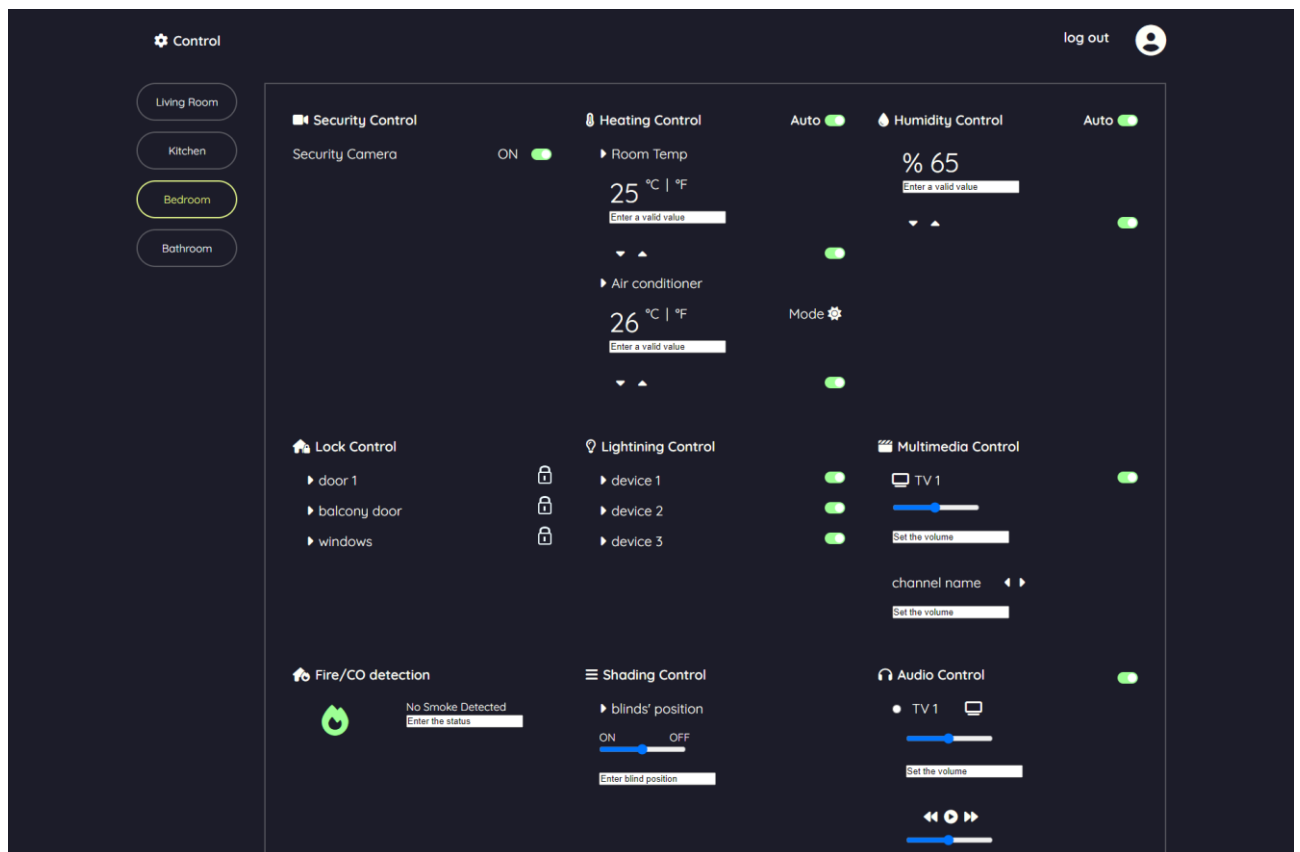 Control
log out
Living Room
Kitchen
Bedroom
Bathroom
Security Control
Security Camera ON
Heating Control Auto
Room Temp
25 °C | °F
Enter a valid value
Air conditioner
26 °C | °F Mode
Enter a valid value
Humidity Control Auto
% 65
Enter a valid value
Lock Control
door 1
balcony door
windows
Lightining Control
device 1
device 2
device 3
Multimedia Control
TV 1
Set the volume
channel name
Set the volume
Fire/CO detection
No Smoke Detected
Enter the status
Shading Control
blinds' position
ON OFF
Enter blind position
Audio Control
TV 1
Set the volume